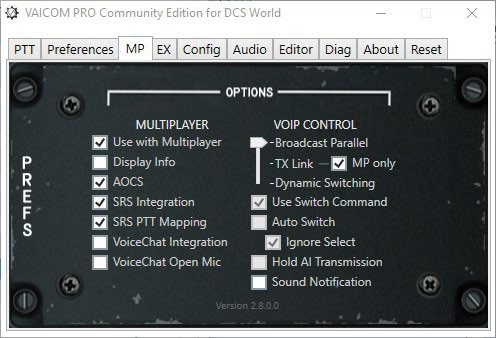 VAICOM PRO Community Edition for DCS World
PTT Preferences MP EX Config Audio Editor Diag About Reset
OPTIONS
PREFS
MULTIPLAYER
Use with Multiplayer
Display Info
AOCS
SRS Integration
SRS PTT Mapping
VoiceChat Integration
VoiceChat Open Mic
VOIP CONTROL
-Broadcast Parallel
-TX Link - MP only
-Dynamic Switching
Use Switch Command
Auto Switch
Ignore Select
Hold AI Transmission
Sound Notification
Version 2.8.0.0